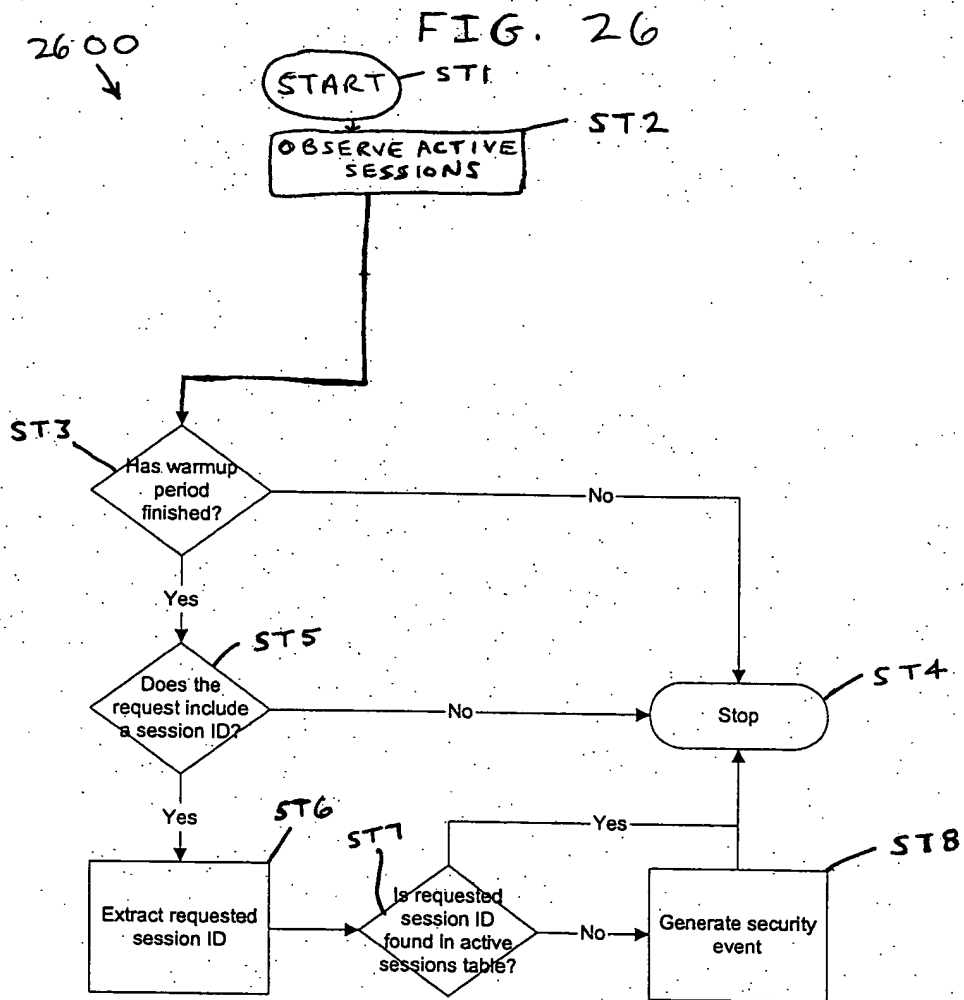 FIG. 26
2600
START
ST1
OBSERVE ACTIVE
SESSIONS
ST2
ST3
Has warmup
period
finished?
No
Yes
ST5
Does the
request include
a session ID?
No
Stop
ST4
Yes
ST6
Extract requested
session ID
ST7
Is requested
session ID
found in active
sessions table?
Yes
No
Generate security
event
ST8